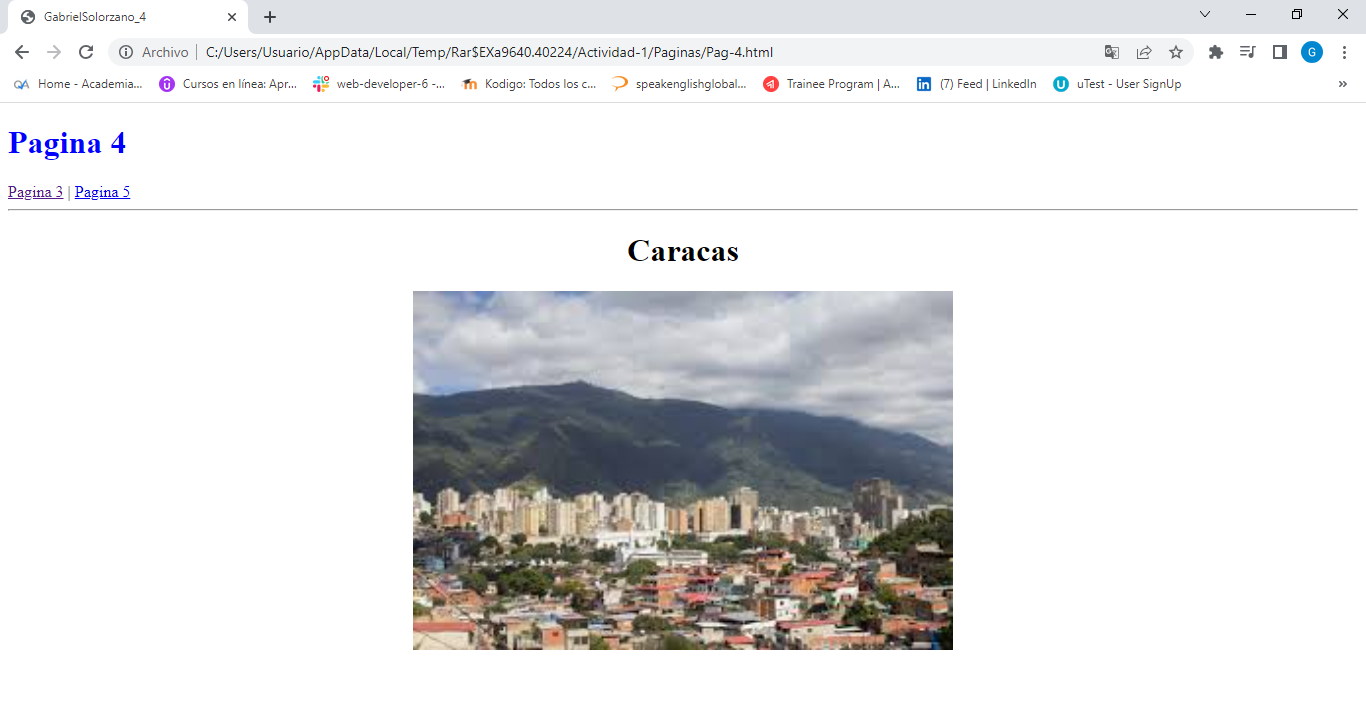 GabrielSolorzano_4
Archivo C:/Users/Usuario/AppData/Local/Temp/Rar$EXa9640.40224/Actividad-1/Paginas/Pag-4.html G
Home - Academia... Cursos en línea: Apr... web-developer-6 -... Kodigo: Todos los c... speakenglishglobal... Trainee Program | A... (7) Feed | LinkedIn uTest - User SignUp »
Pagina 4
Pagina 3 | Pagina 5
Caracas